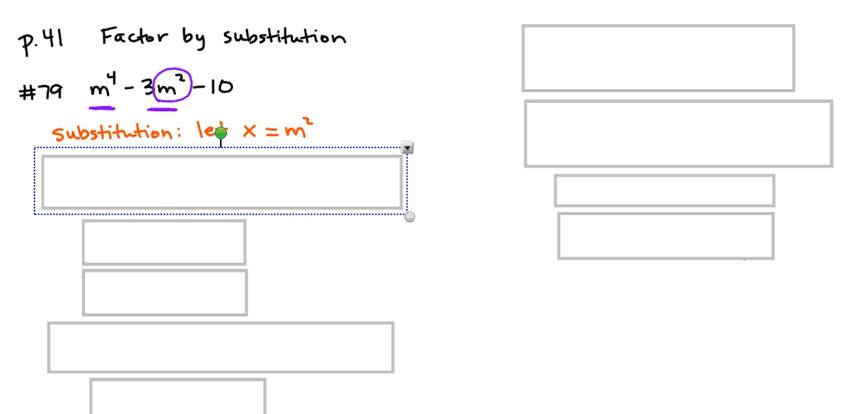 p.41 Factor by substitution
#79 m⁴ - 3m² - 10
substitution: let x = m²